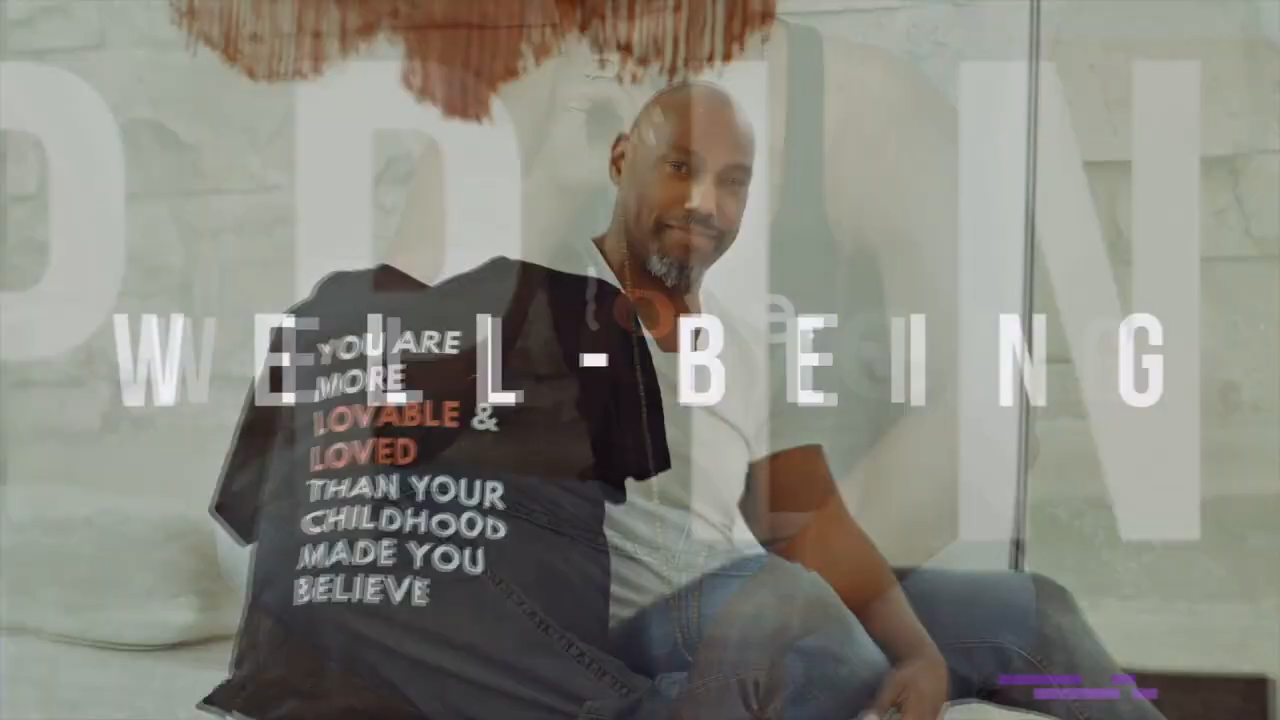 WELL-BEING
YOU ARE
MORE
LOVABLE &
LOVED
THAN YOUR
CHILDHOOD
MADE YOU
BELIEVE